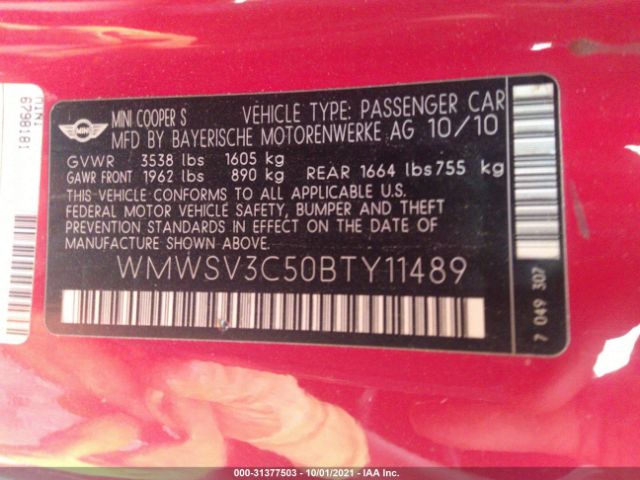 MINI
6798181
MINI
MINI COOPER S VEHICLE TYPE: PASSENGER CAR
MFD BY BAYERISCHE MOTORENWERKE AG 10/10
GVWR 3538 lbs 1605 kg
GAWR FRONT 1962 lbs 890 kg REAR 1664 lbs 755 kg
THIS VEHICLE CONFORMS TO ALL APPLICABLE U.S.
FEDERAL MOTOR VEHICLE SAFETY, BUMPER AND THEFT
PREVENTION STANDARDS IN EFFECT ON THE DATE OF
MANUFACTURE SHOWN ABOVE.
WMWSV3C50BTY11489
7 049 307
000-31377503 - 10/01/2021 - IAA Inc.